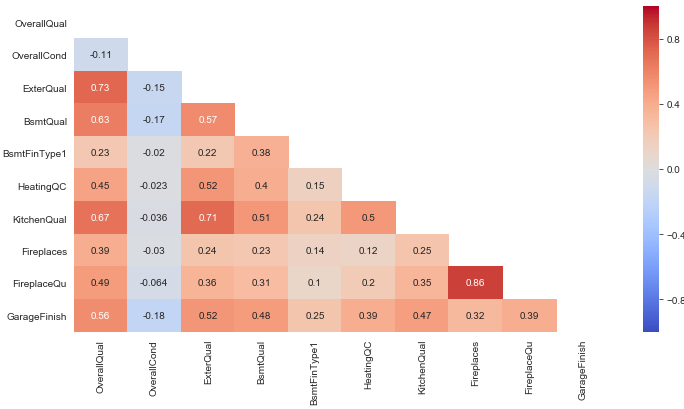 OverallQual
OverallCond -0.11
ExterQual 0.73 -0.15
BsmtQual 0.63 -0.17 0.57
BsmtFinType1 0.23 -0.02 0.22 0.38
HeatingQC 0.45 -0.023 0.52 0.4 0.15
KitchenQual 0.67 -0.036 0.71 0.51 0.24 0.5
Fireplaces 0.39 -0.03 0.24 0.23 0.14 0.12 0.25
FireplaceQu 0.49 -0.064 0.36 0.31 0.1 0.2 0.35 0.86
GarageFinish 0.56 -0.18 0.52 0.48 0.25 0.39 0.47 0.32 0.39
OverallQual
OverallCond
ExterQual
BsmtQual
BsmtFinType1
HeatingQC
KitchenQual
Fireplaces
FireplaceQu
GarageFinish
0.8
0.4
0.0
−0.4
−0.8